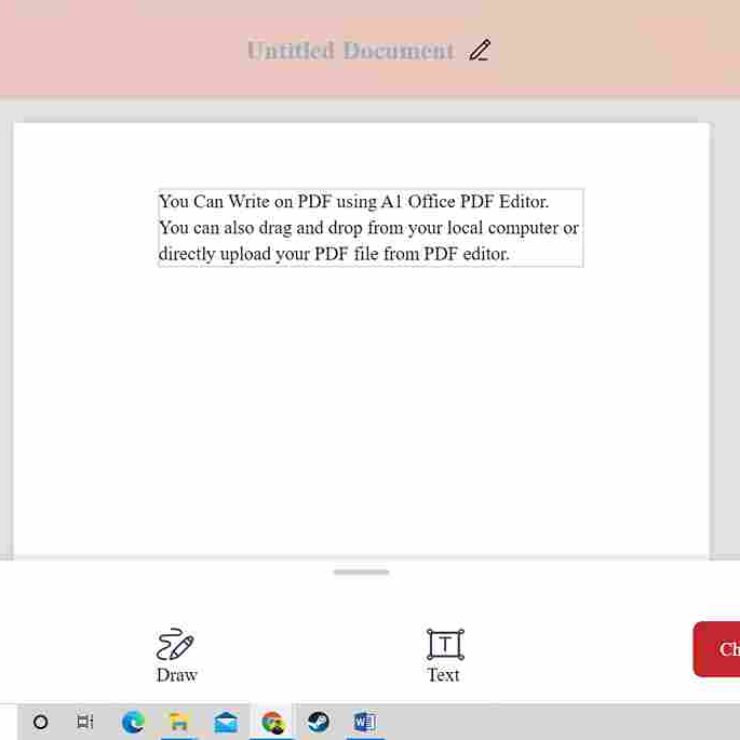 Untitled Document
You Can Write on PDF using A1 Office PDF Editor.
You can also drag and drop from your local computer or
directly upload your PDF file from PDF editor.
Draw
Text
Ch